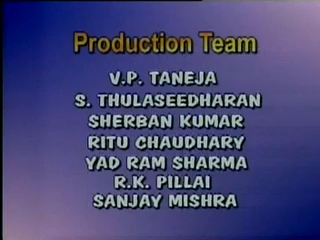 Production Team
V.P. TANEJA
S. THULASEEDHARAN
SHERBAN KUMAR
RITU CHAUDHARY
YAD RAM SHARMA
R.K. PILLAI
SANJAY MISHRA